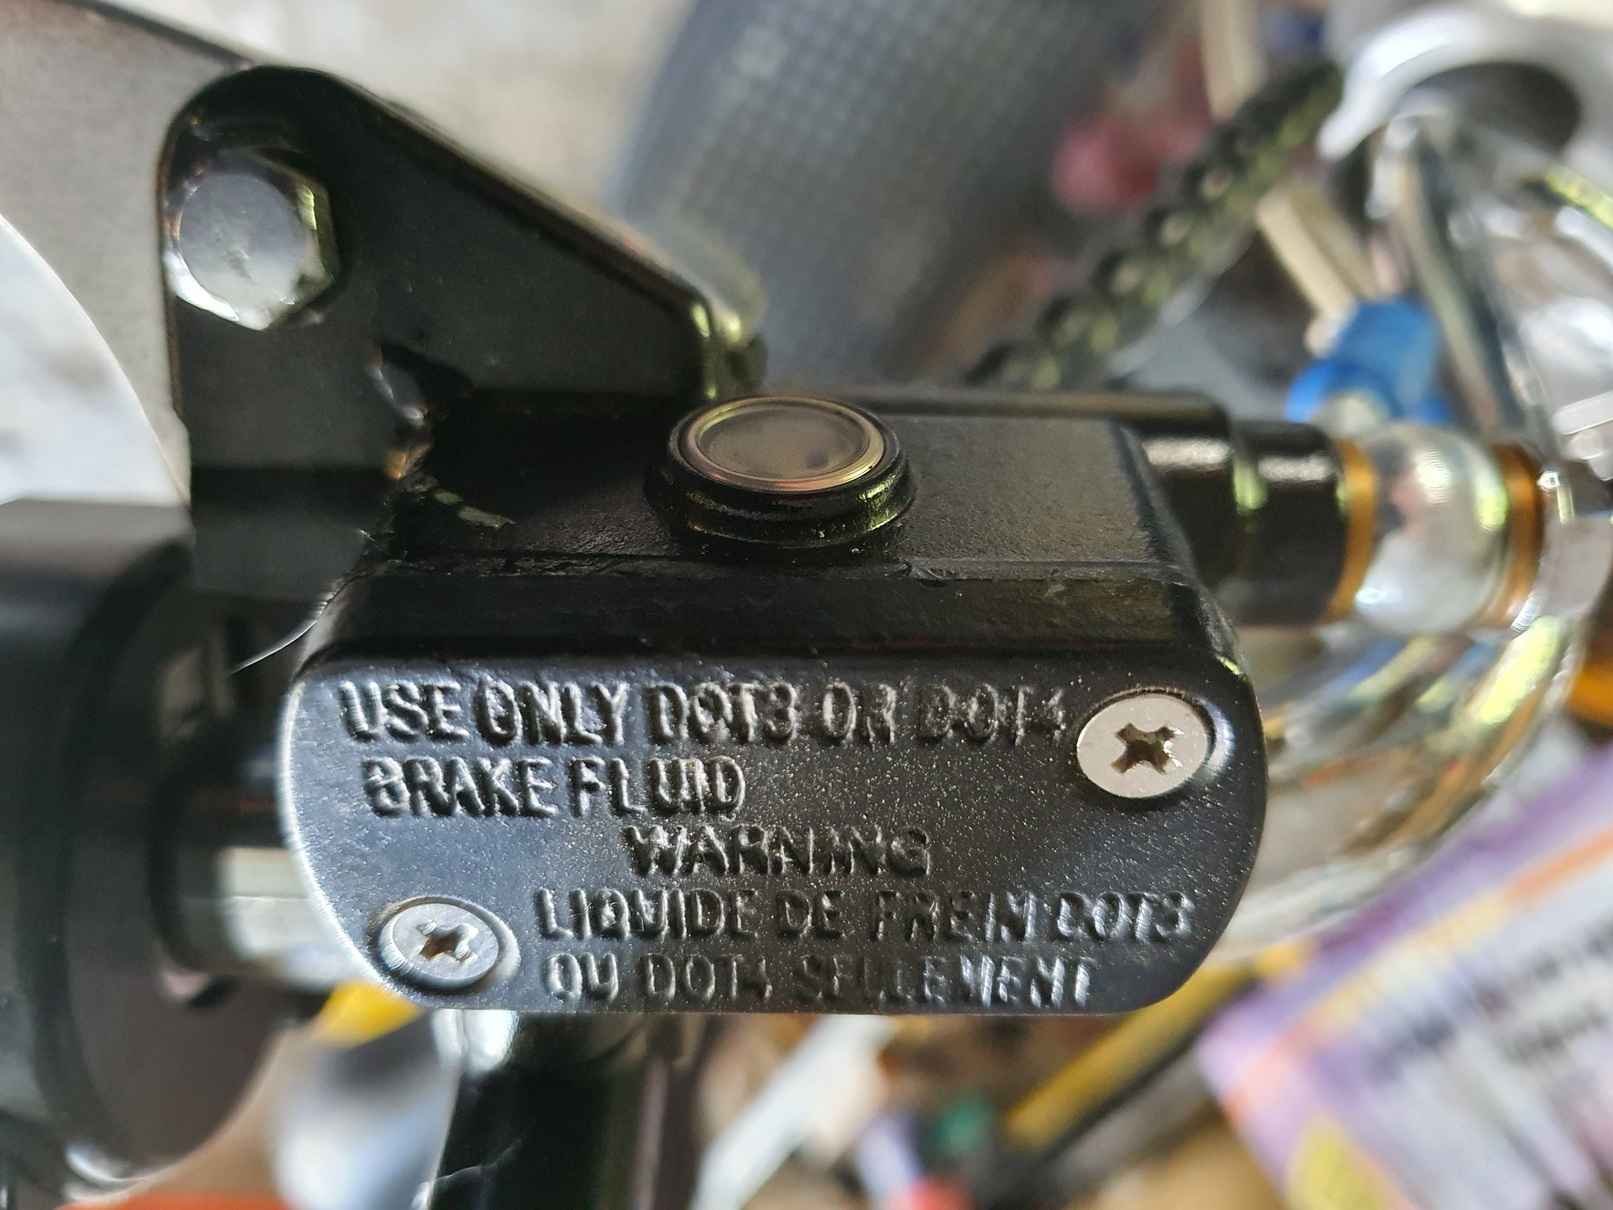 USE ONLY DOT3 OR DOT4
BRAKE FLUID
WARNING
LIQUIDE DE FREIN DOT3
OU DOT4 SEULEMENT